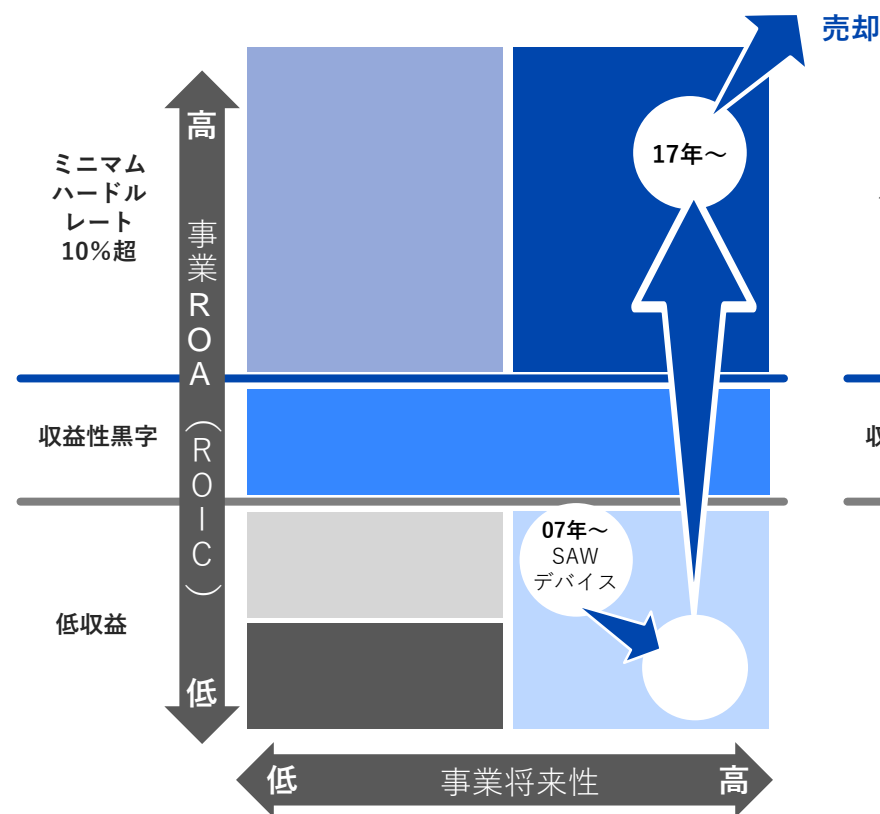 売却
高
ミニマム
ハードル
レート
10%超
17年～
事業ROA（ROIC）
収益性黒字
収
07年～
SAW
デバイス
低収益
低
低
事業将来性
高